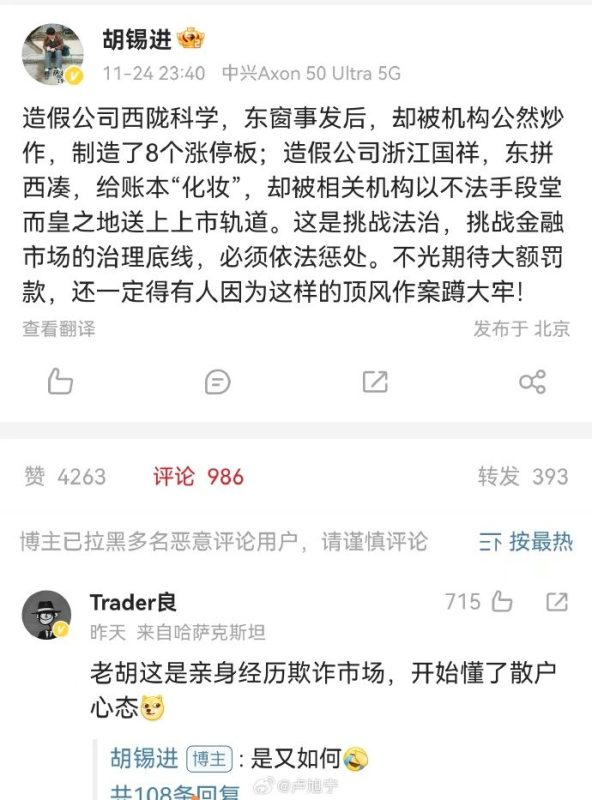 胡锡进
11-24 23:40 中兴Axon 50 Ultra 5G
造假公司西陇科学，东窗事发后，却被机构公然炒
作，制造了8个涨停板；造假公司浙江国祥，东拼
西凑，给账本“化妆”，却被相关机构以不法手段堂
而皇之地送上上市轨道。这是挑战法治，挑战金融
市场的治理底线，必须依法惩处。不光期待大额罚
款，还一定得有人因为这样的顶风作案蹲大牢！
查看翻译 发布于 北京
赞 4263 评论 986 转发 393
博主已拉黑多名恶意评论用户，请谨慎评论 按最热
Trader良 715
昨天 来自哈萨克斯坦
老胡这是亲身经历欺诈市场，开始懂了散户
心态
胡锡进 博主 : 是又如何
共108条回复
@卢旭宁